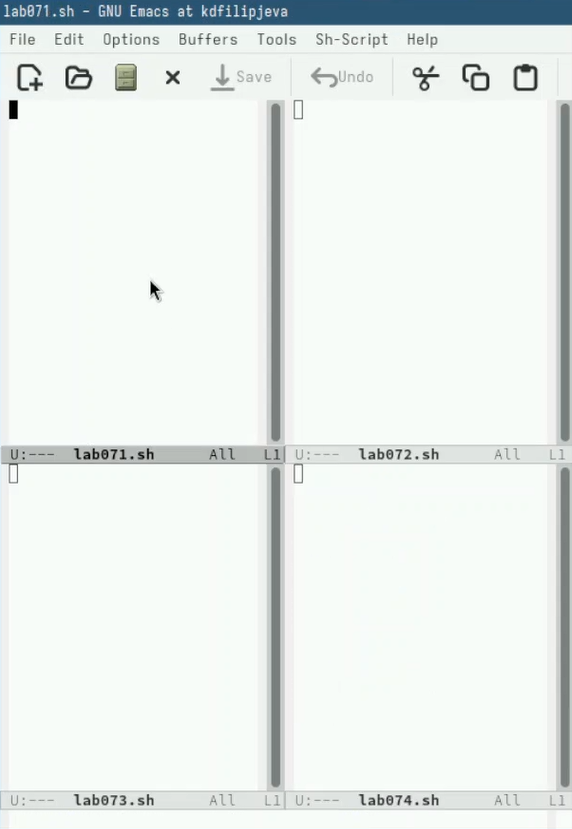 lab071.sh - GNU Emacs at kdfilipjeva
File Edit Options Buffers Tools Sh-Script Help
Save Undo
U:--- lab071.sh All L1 U:--- lab072.sh All L1
U:--- lab073.sh All L1 U:--- lab074.sh All L1